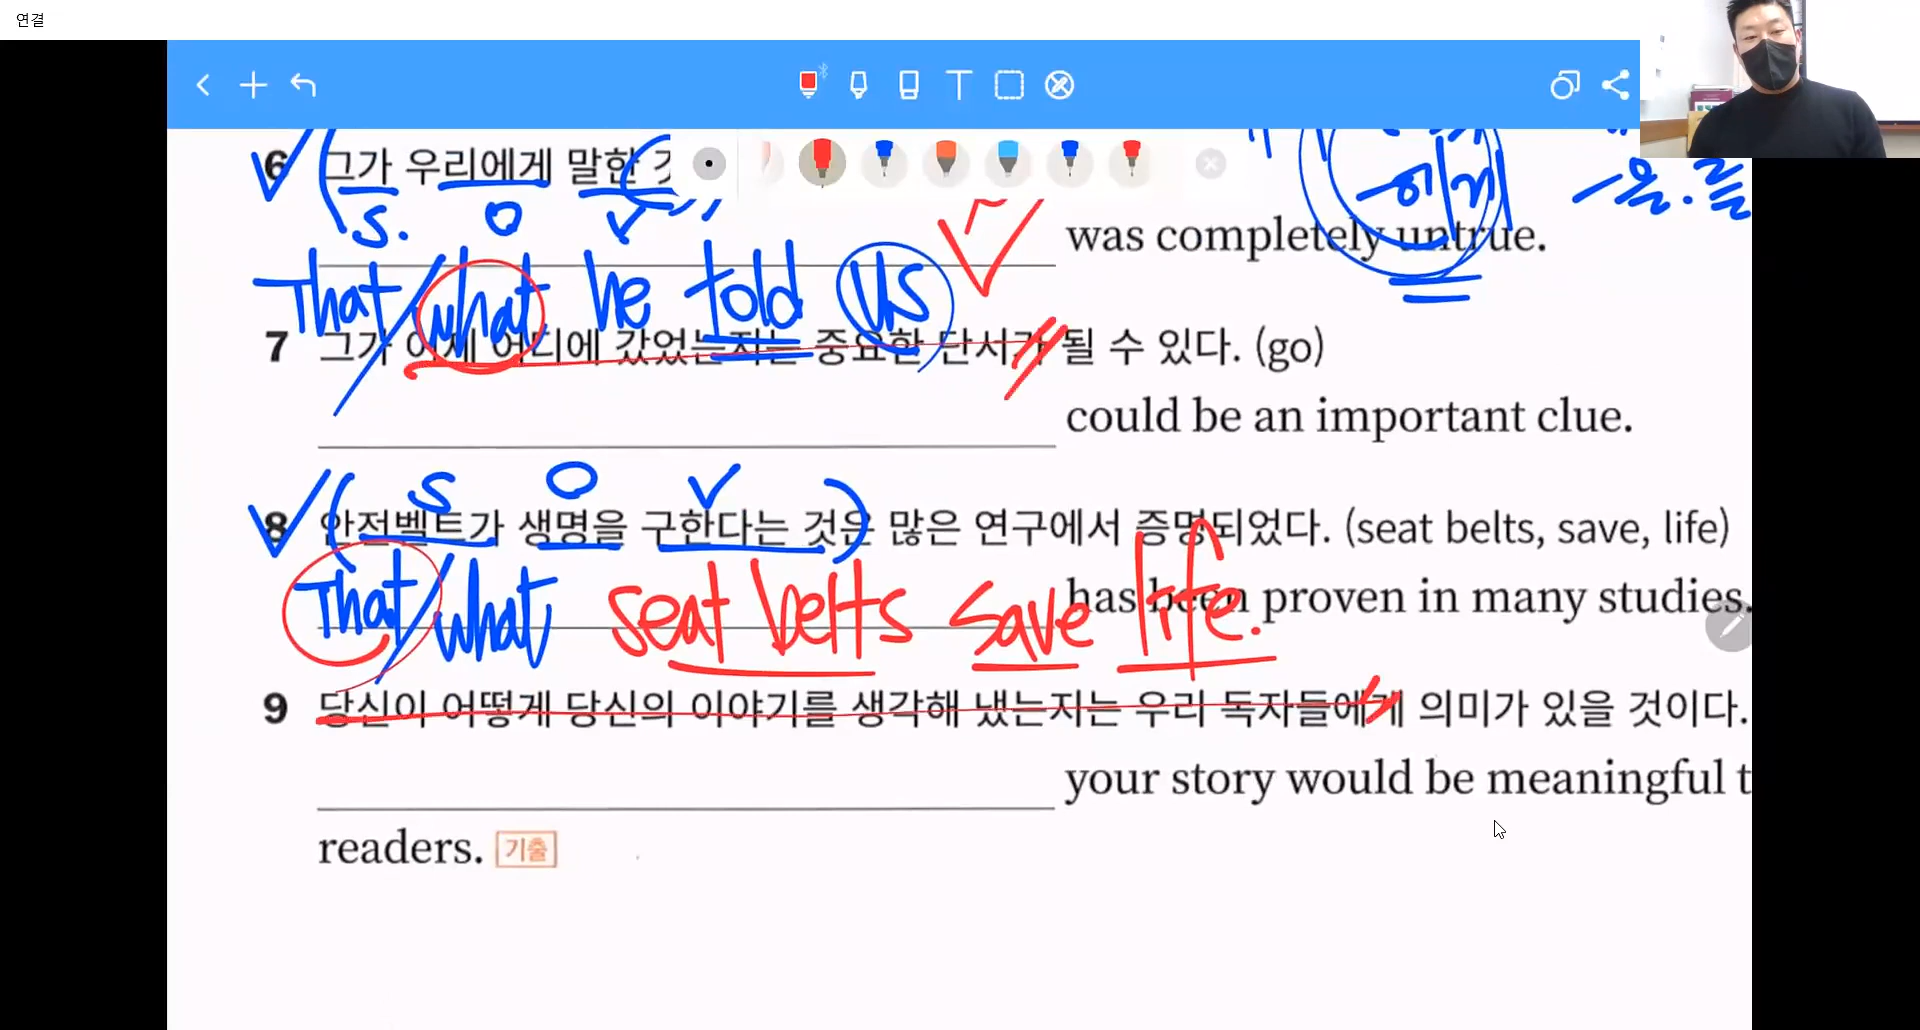 연결
6 그가 우리에게 말한
S. O V
was completely untrue.
That/what he told us
7 그가 어제 어디에 갔었는지는 중요한 단서가 될 수 있다. (go)
could be an important clue.
S O V
8 안전벨트가 생명을 구한다는 것은 많은 연구에서 증명되었다. (seat belts, save, life)
That/what seat belts save life.
has been proven in many studies.
9 당신이 어떻게 당신의 이야기를 생각해 냈는지는 우리 독자들에게 의미가 있을 것이다.
your story would be meaningful t
readers. 기출